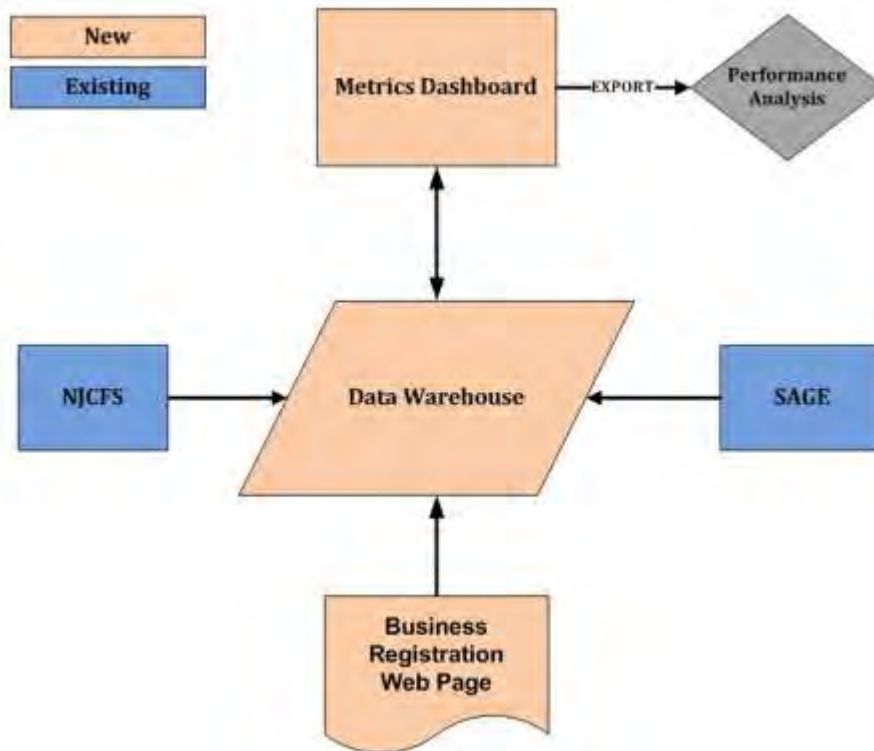 New
Existing
Metrics Dashboard
EXPORT
Performance
Analysis
NJCFS
Data Warehouse
SAGE
Business
Registration
Web Page